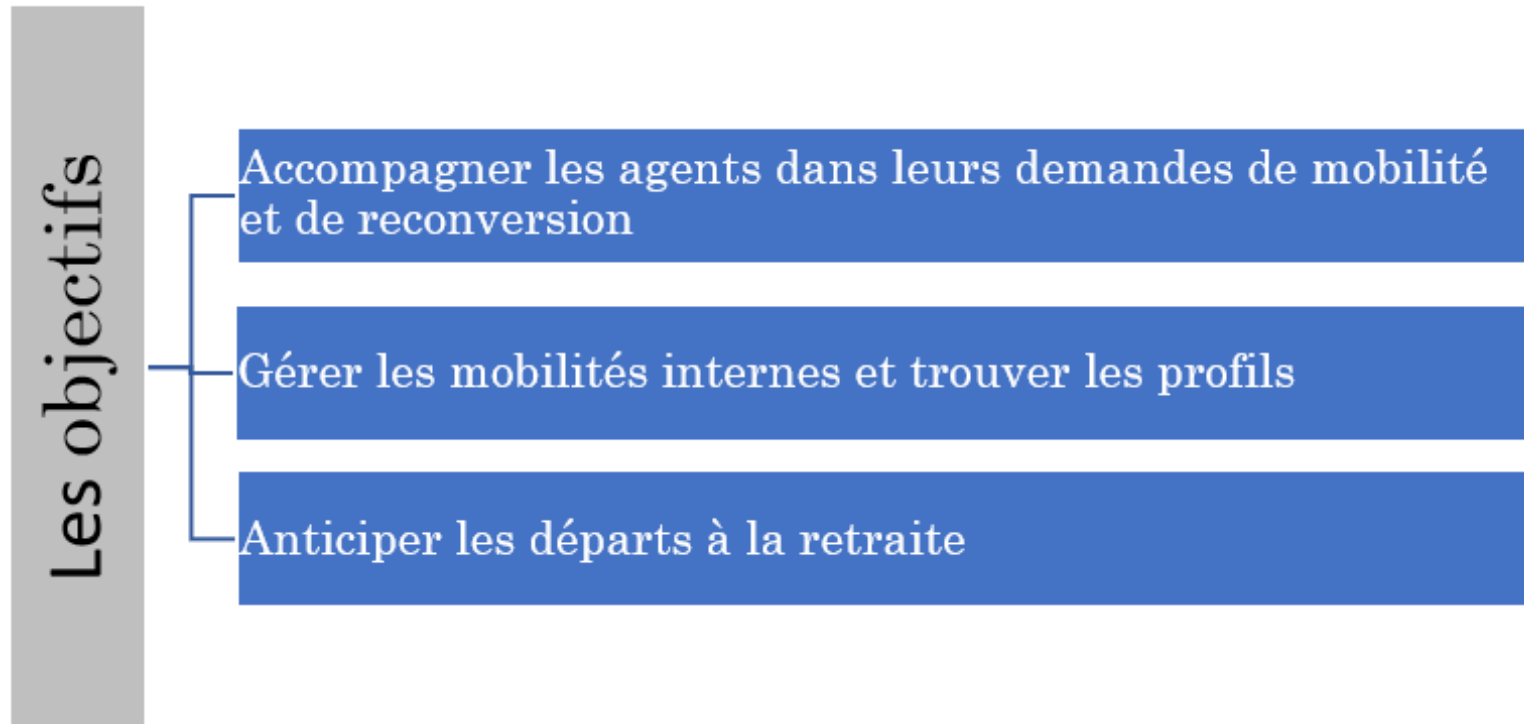 Les objectifs
Accompagner les agents dans leurs demandes de mobilité
et de reconversion
Gérer les mobilités internes et trouver les profils
Anticiper les départs à la retraite